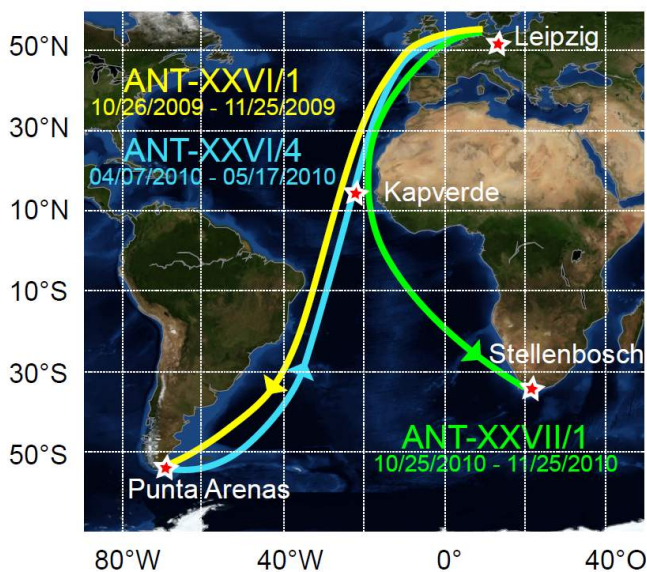 50°N
Leipzig
ANT-XXVI/1
10/26/2009 - 11/25/2009
30°N
ANT-XXVI/4
04/07/2010 - 05/17/2010
Kapverde
10°N
10°S
Stellenbosch
30°S
ANT-XXVII/1
10/25/2010 - 11/25/2010
50°S
Punta Arenas
80°W 40°W 0° 40°O